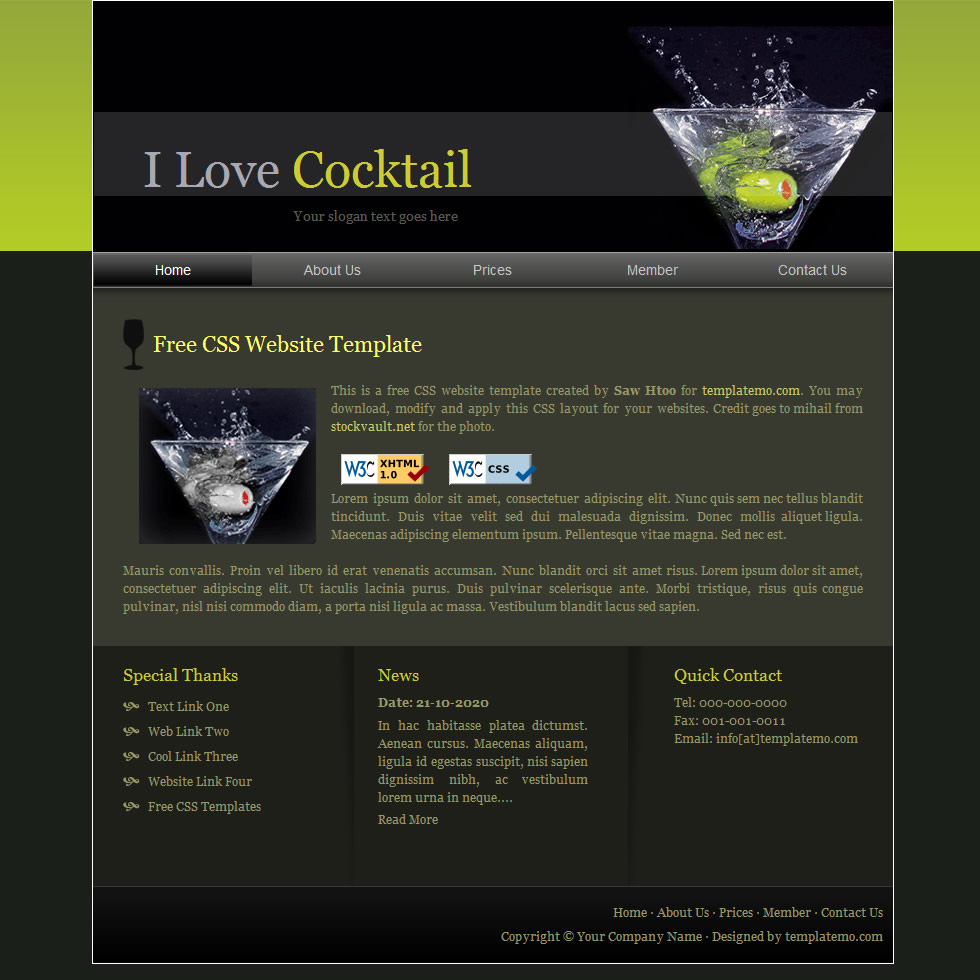 I Love Cocktail
Your slogan text goes here
Home About Us Prices Member Contact Us
Free CSS Website Template
This is a free CSS website template created by Saw Htoo for templatemo.com. You may
download, modify and apply this CSS layout for your websites. Credit goes to mihail from
stockvault.net for the photo.
W3C XHTML 1.0 W3C CSS
Lorem ipsum dolor sit amet, consectetuer adipiscing elit. Nunc quis sem nec tellus blandit
tincidunt. Duis vitae velit sed dui malesuada dignissim. Donec mollis aliquet ligula.
Maecenas adipiscing elementum ipsum. Pellentesque vitae magna. Sed nec est.
Mauris convallis. Proin vel libero id erat venenatis accumsan. Nunc blandit orci sit amet risus. Lorem ipsum dolor sit amet,
consectetuer adipiscing elit. Ut iaculis lacinia purus. Duis pulvinar scelerisque ante. Morbi tristique, risus quis congue
pulvinar, nisl nisi commodo diam, a porta nisi ligula ac massa. Vestibulum blandit lacus sed sapien.
Special Thanks
Text Link One
Web Link Two
Cool Link Three
Website Link Four
Free CSS Templates
News
Date: 21-10-2020
In hac habitasse platea dictumst.
Aenean cursus. Maecenas aliquam,
ligula id egestas suscipit, nisi sapien
dignissim nibh, ac vestibulum
lorem urna in neque....
Read More
Quick Contact
Tel: 000-000-0000
Fax: 001-001-0011
Email: info[at]templatemo.com
Home · About Us · Prices · Member · Contact Us
Copyright © Your Company Name · Designed by templatemo.com